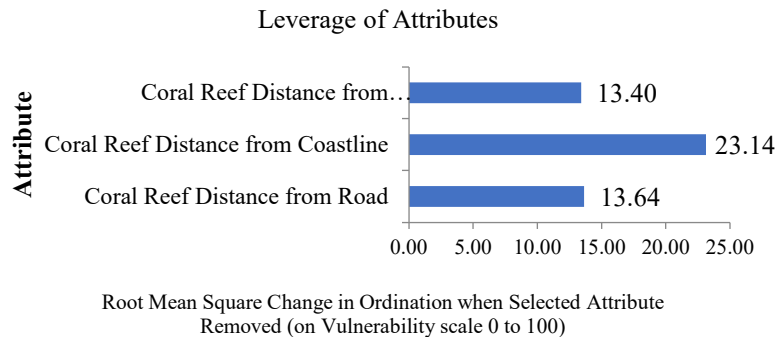 Leverage of Attributes
Attribute
Coral Reef Distance from…
13.40
Coral Reef Distance from Coastline
23.14
Coral Reef Distance from Road
13.64
0.00 5.00 10.00 15.00 20.00 25.00
Root Mean Square Change in Ordination when Selected Attribute
Removed (on Vulnerability scale 0 to 100)